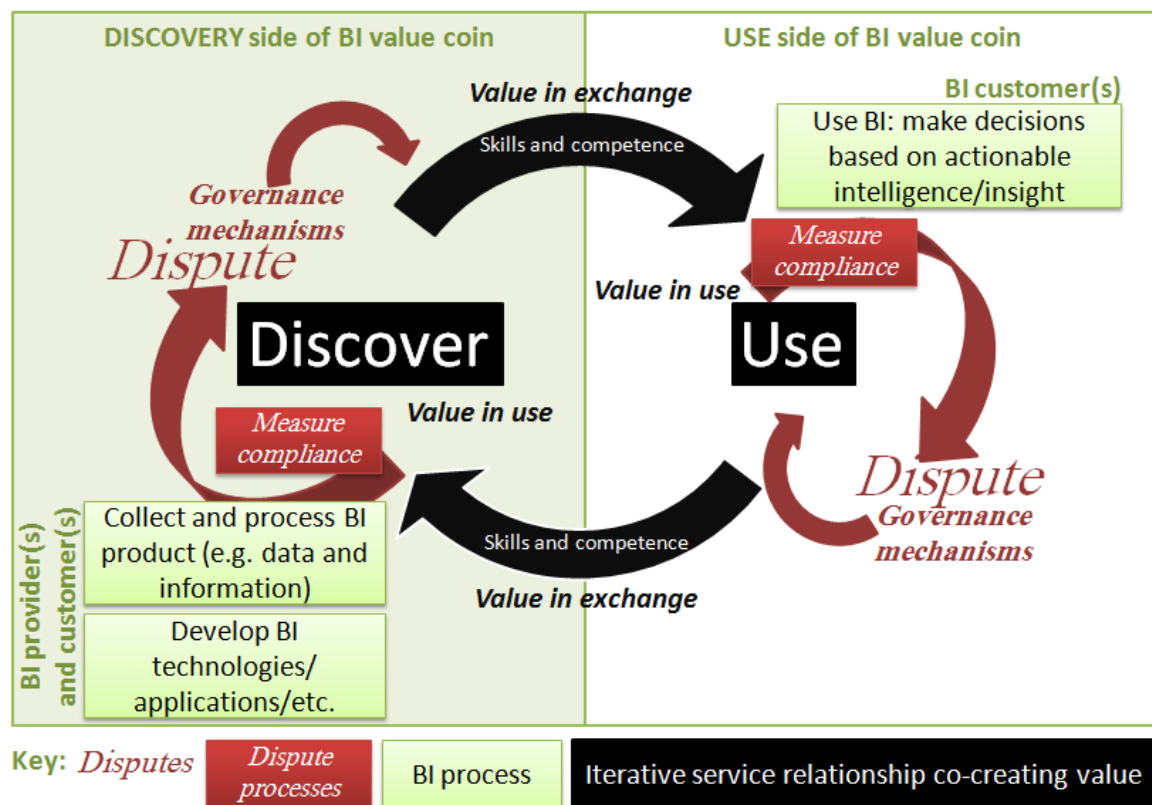 DISCOVERY side of BI value coin
USE side of BI value coin
Value in exchange
Skills and competence
BI customer(s)
Use BI: make decisions
based on actionable
intelligence/insight
Governance
mechanisms
Dispute
Measure
compliance
Value in use
Discover
Use
Value in use
Measure
compliance
Dispute
Governance
mechanisms
Skills and competence
Value in exchange
BI provider(s)
and customer(s)
Collect and process BI
product (e.g. data and
information)
Develop BI
technologies/
applications/etc.
Key:
Disputes
Dispute
processes
BI process
Iterative service relationship co-creating value